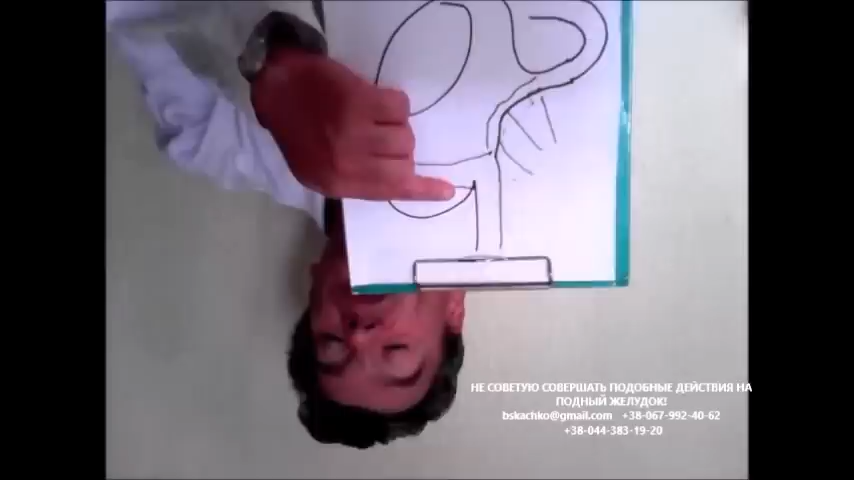 НЕ СОВЕТУЮ СОВЕРШАТЬ ПОДОБНЫЕ ДЕЙСТВИЯ НА
ПОДНЫЙ ЖЕЛУДОК!
bskachko@gmail.com +38-067-992-40-62
+38-044-383-19-20